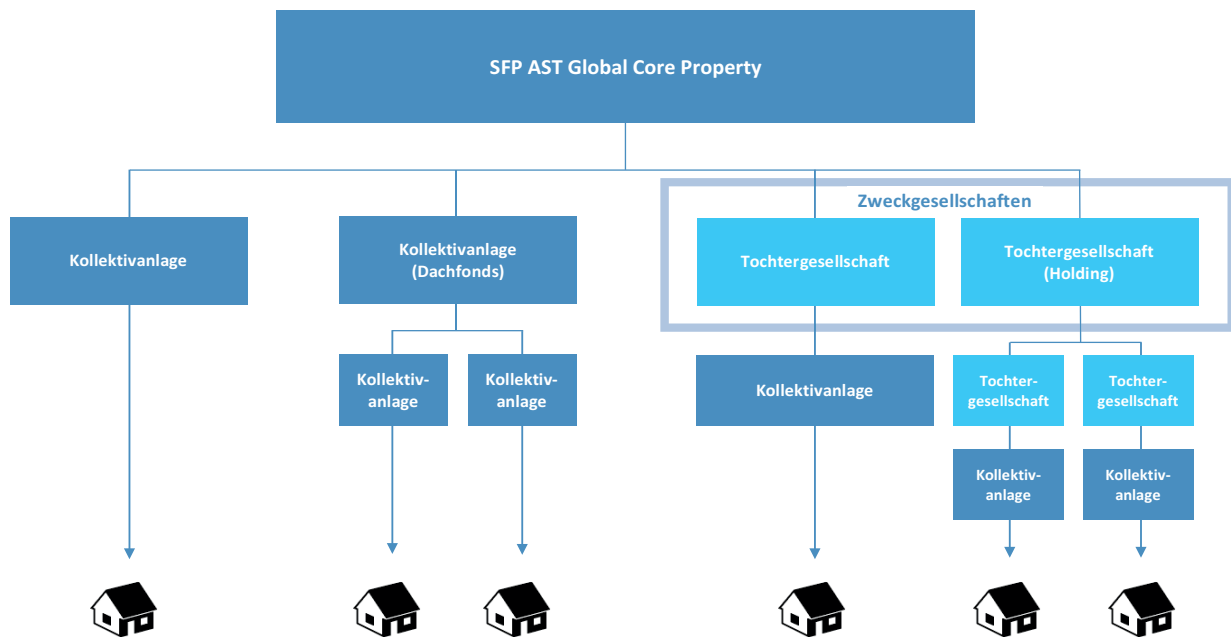 SFP AST Global Core Property
Zweckgesellschaften
Kollektivanlage
Kollektivanlage
(Dachfonds)
Tochtergesellschaft
Tochtergesellschaft
(Holding)
Kollektiv-
anlage
Kollektiv-
anlage
Kollektivanlage
Tochter-
gesellschaft
Tochter-
gesellschaft
Kollektiv-
anlage
Kollektiv-
anlage